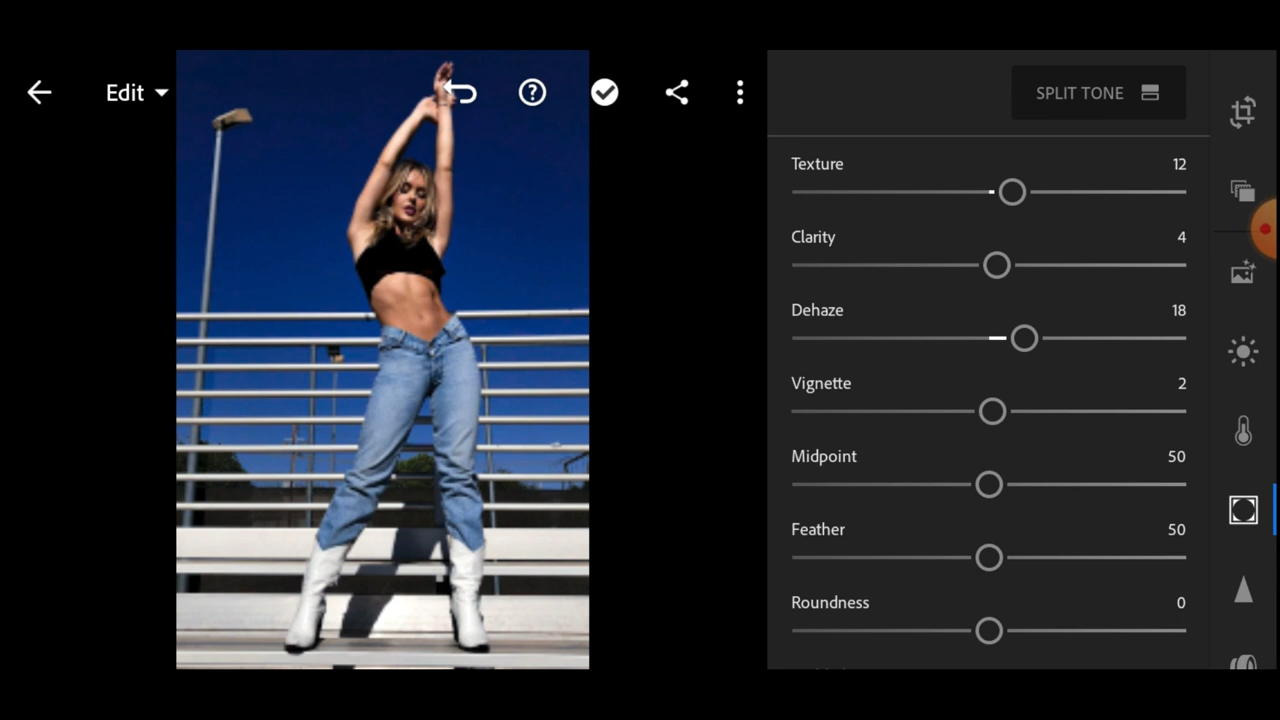 Edit
SPLIT TONE
Texture 12
Clarity 4
Dehaze 18
Vignette 2
Midpoint 50
Feather 50
Roundness 0